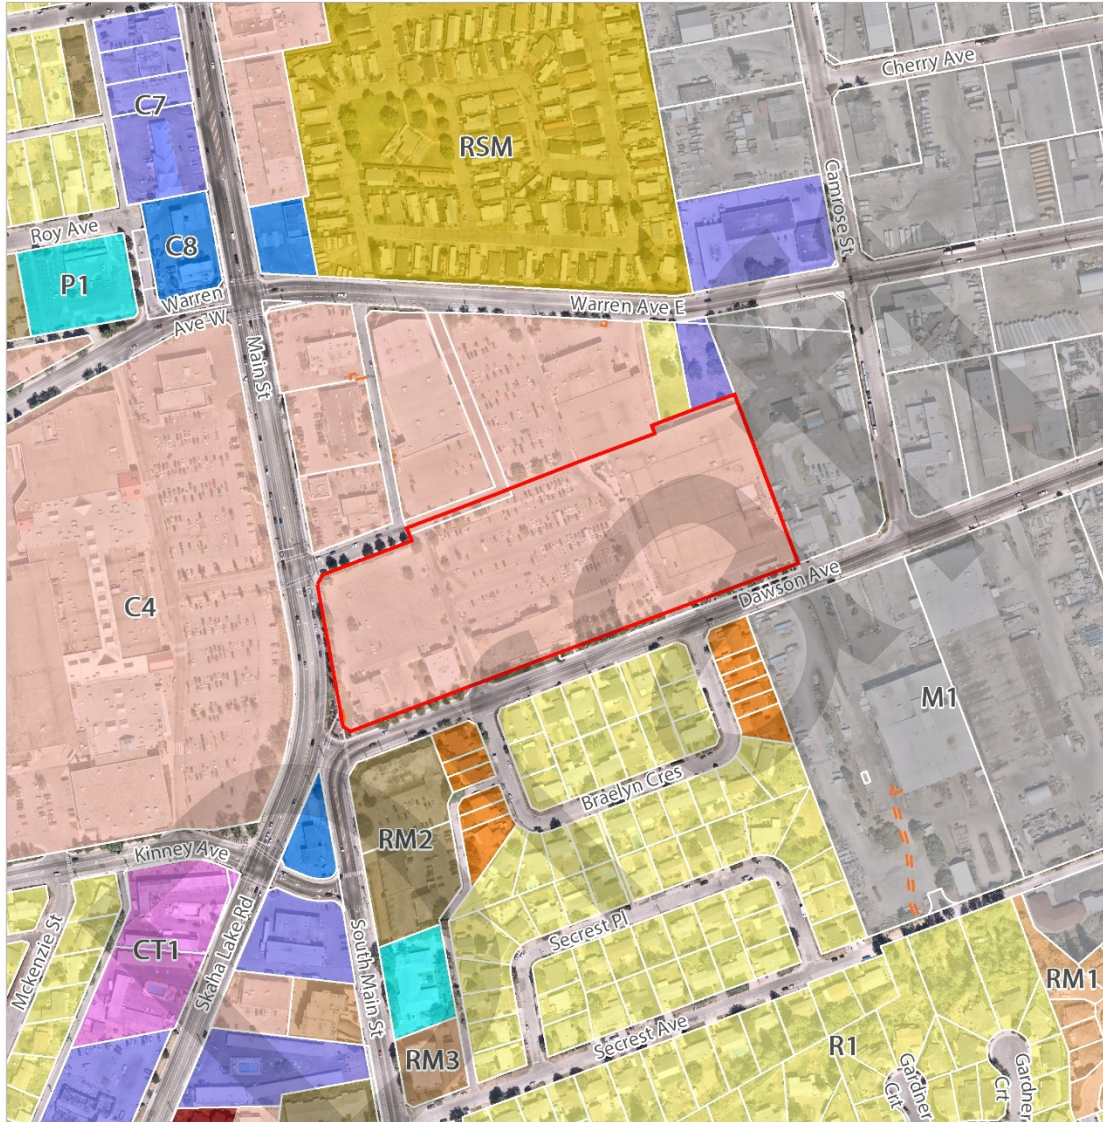 Cherry Ave
C7
RSM
Camrose St
Roy Ave
C8
P1
Warren
Ave W
Warren Ave E
Main St
C4
Dawson Ave
M1
Braelyn Cres
RM2
Kinney Ave
Mckenzie St
CT1
Skaha Lake Rd
South Main St
Secrest Pl
RM1
Secrest Ave
R1
RM3
Gardner
Crt
Gardner
Crt